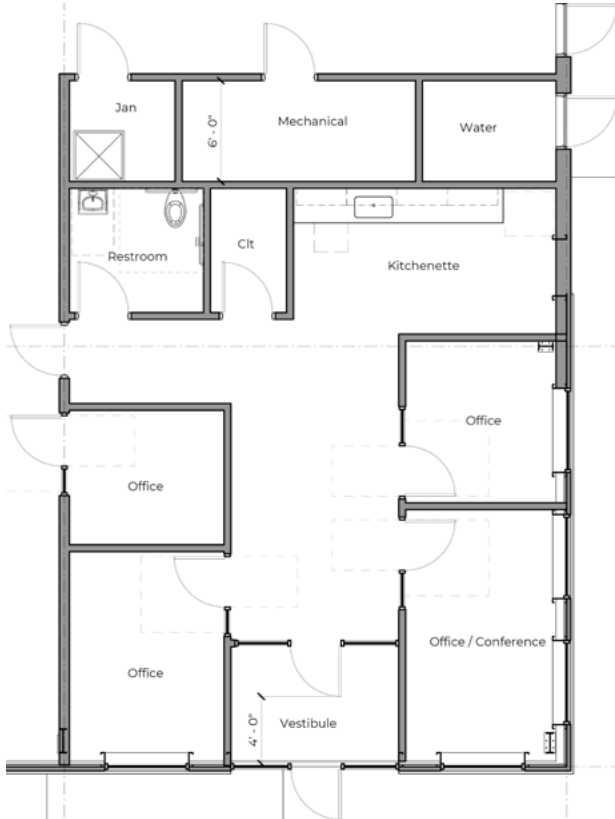 Jan
6' - 0"
Mechanical
Water
Restroom
Clt
Kitchenette
Office
Office
Office
Office / Conference
4' - 0"
Vestibule